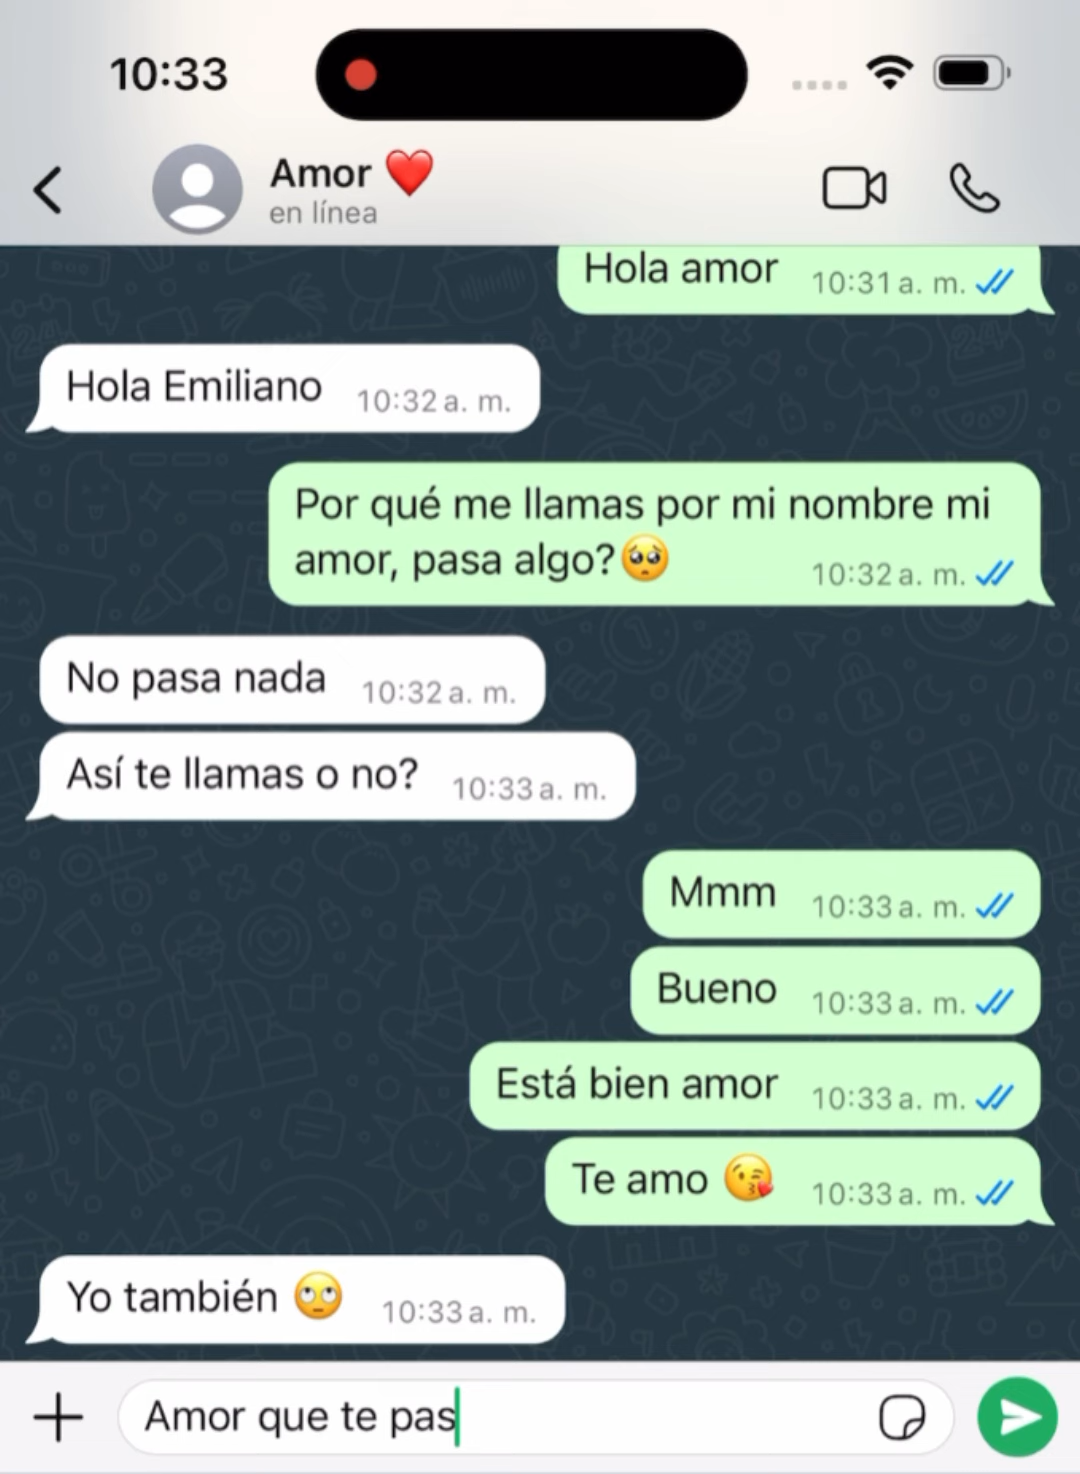 10:33
Amor ❤️
en línea
Hola amor 10:31 a. m.
Hola Emiliano 10:32 a. m.
Por qué me llamas por mi nombre mi
amor, pasa algo?🥺 10:32 a. m.
No pasa nada 10:32 a. m.
Así te llamas o no? 10:33 a. m.
Mmm 10:33 a. m.
Bueno 10:33 a. m.
Está bien amor 10:33 a. m.
Te amo 😘 10:33 a. m.
Yo también 🙄 10:33 a. m.
Amor que te pas